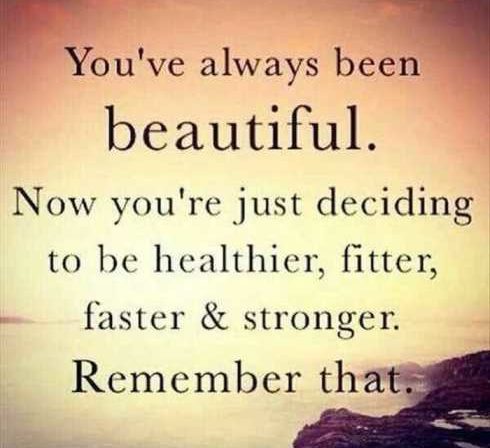 You've always been
beautiful.
Now you're just deciding
to be healthier, fitter,
faster & stronger.
Remember that.